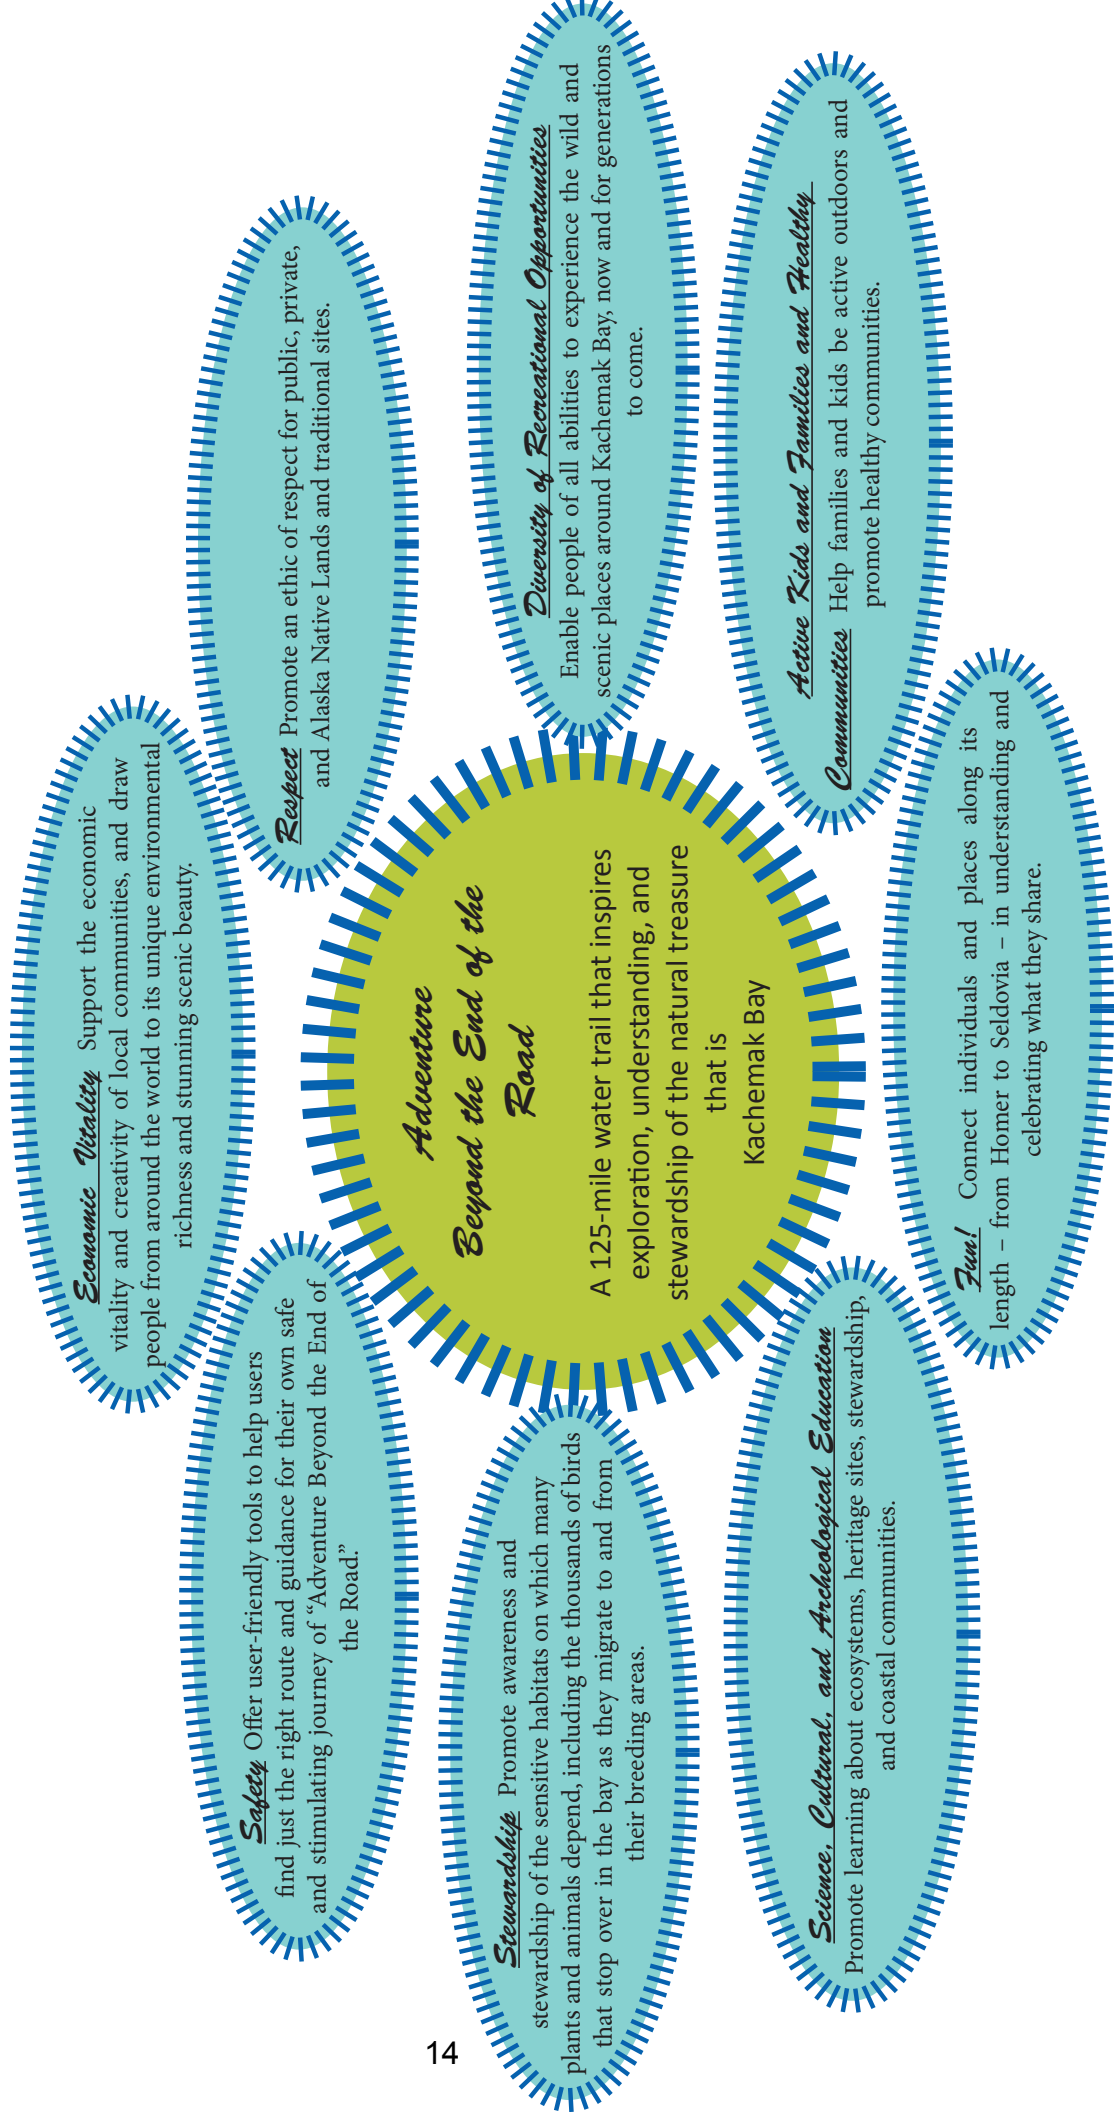 Economic Vitality Support the economic
vitality and creativity of local communities, and draw
people from around the world to its unique environmental
richness and stunning scenic beauty.
Safety Offer user-friendly tools to help users
find just the right route and guidance for their own safe
and stimulating journey of “Adventure Beyond the End of
the Road.”
Respect Promote an ethic of respect for public, private,
and Alaska Native Lands and traditional sites.
Adventure
Beyond the End of the
Road
A 125-mile water trail that inspires
exploration, understanding, and
stewardship of the natural treasure
that is
Kachemak Bay
Stewardship Promote awareness and
stewardship of the sensitive habitats on which many
plants and animals depend, including the thousands of birds
that stop over in the bay as they migrate to and from
their breeding areas.
Diversity of Recreational Opportunities
Enable people of all abilities to experience the wild and
scenic places around Kachemak Bay, now and for generations
to come.
Science, Cultural, and Archeological Education
Promote learning about ecosystems, heritage sites, stewardship,
and coastal communities.
Active Kids and Families and Healthy
Communities Help families and kids be active outdoors and
promote healthy communities.
Fun! Connect individuals and places along its
length – from Homer to Seldovia – in understanding and
celebrating what they share.
14